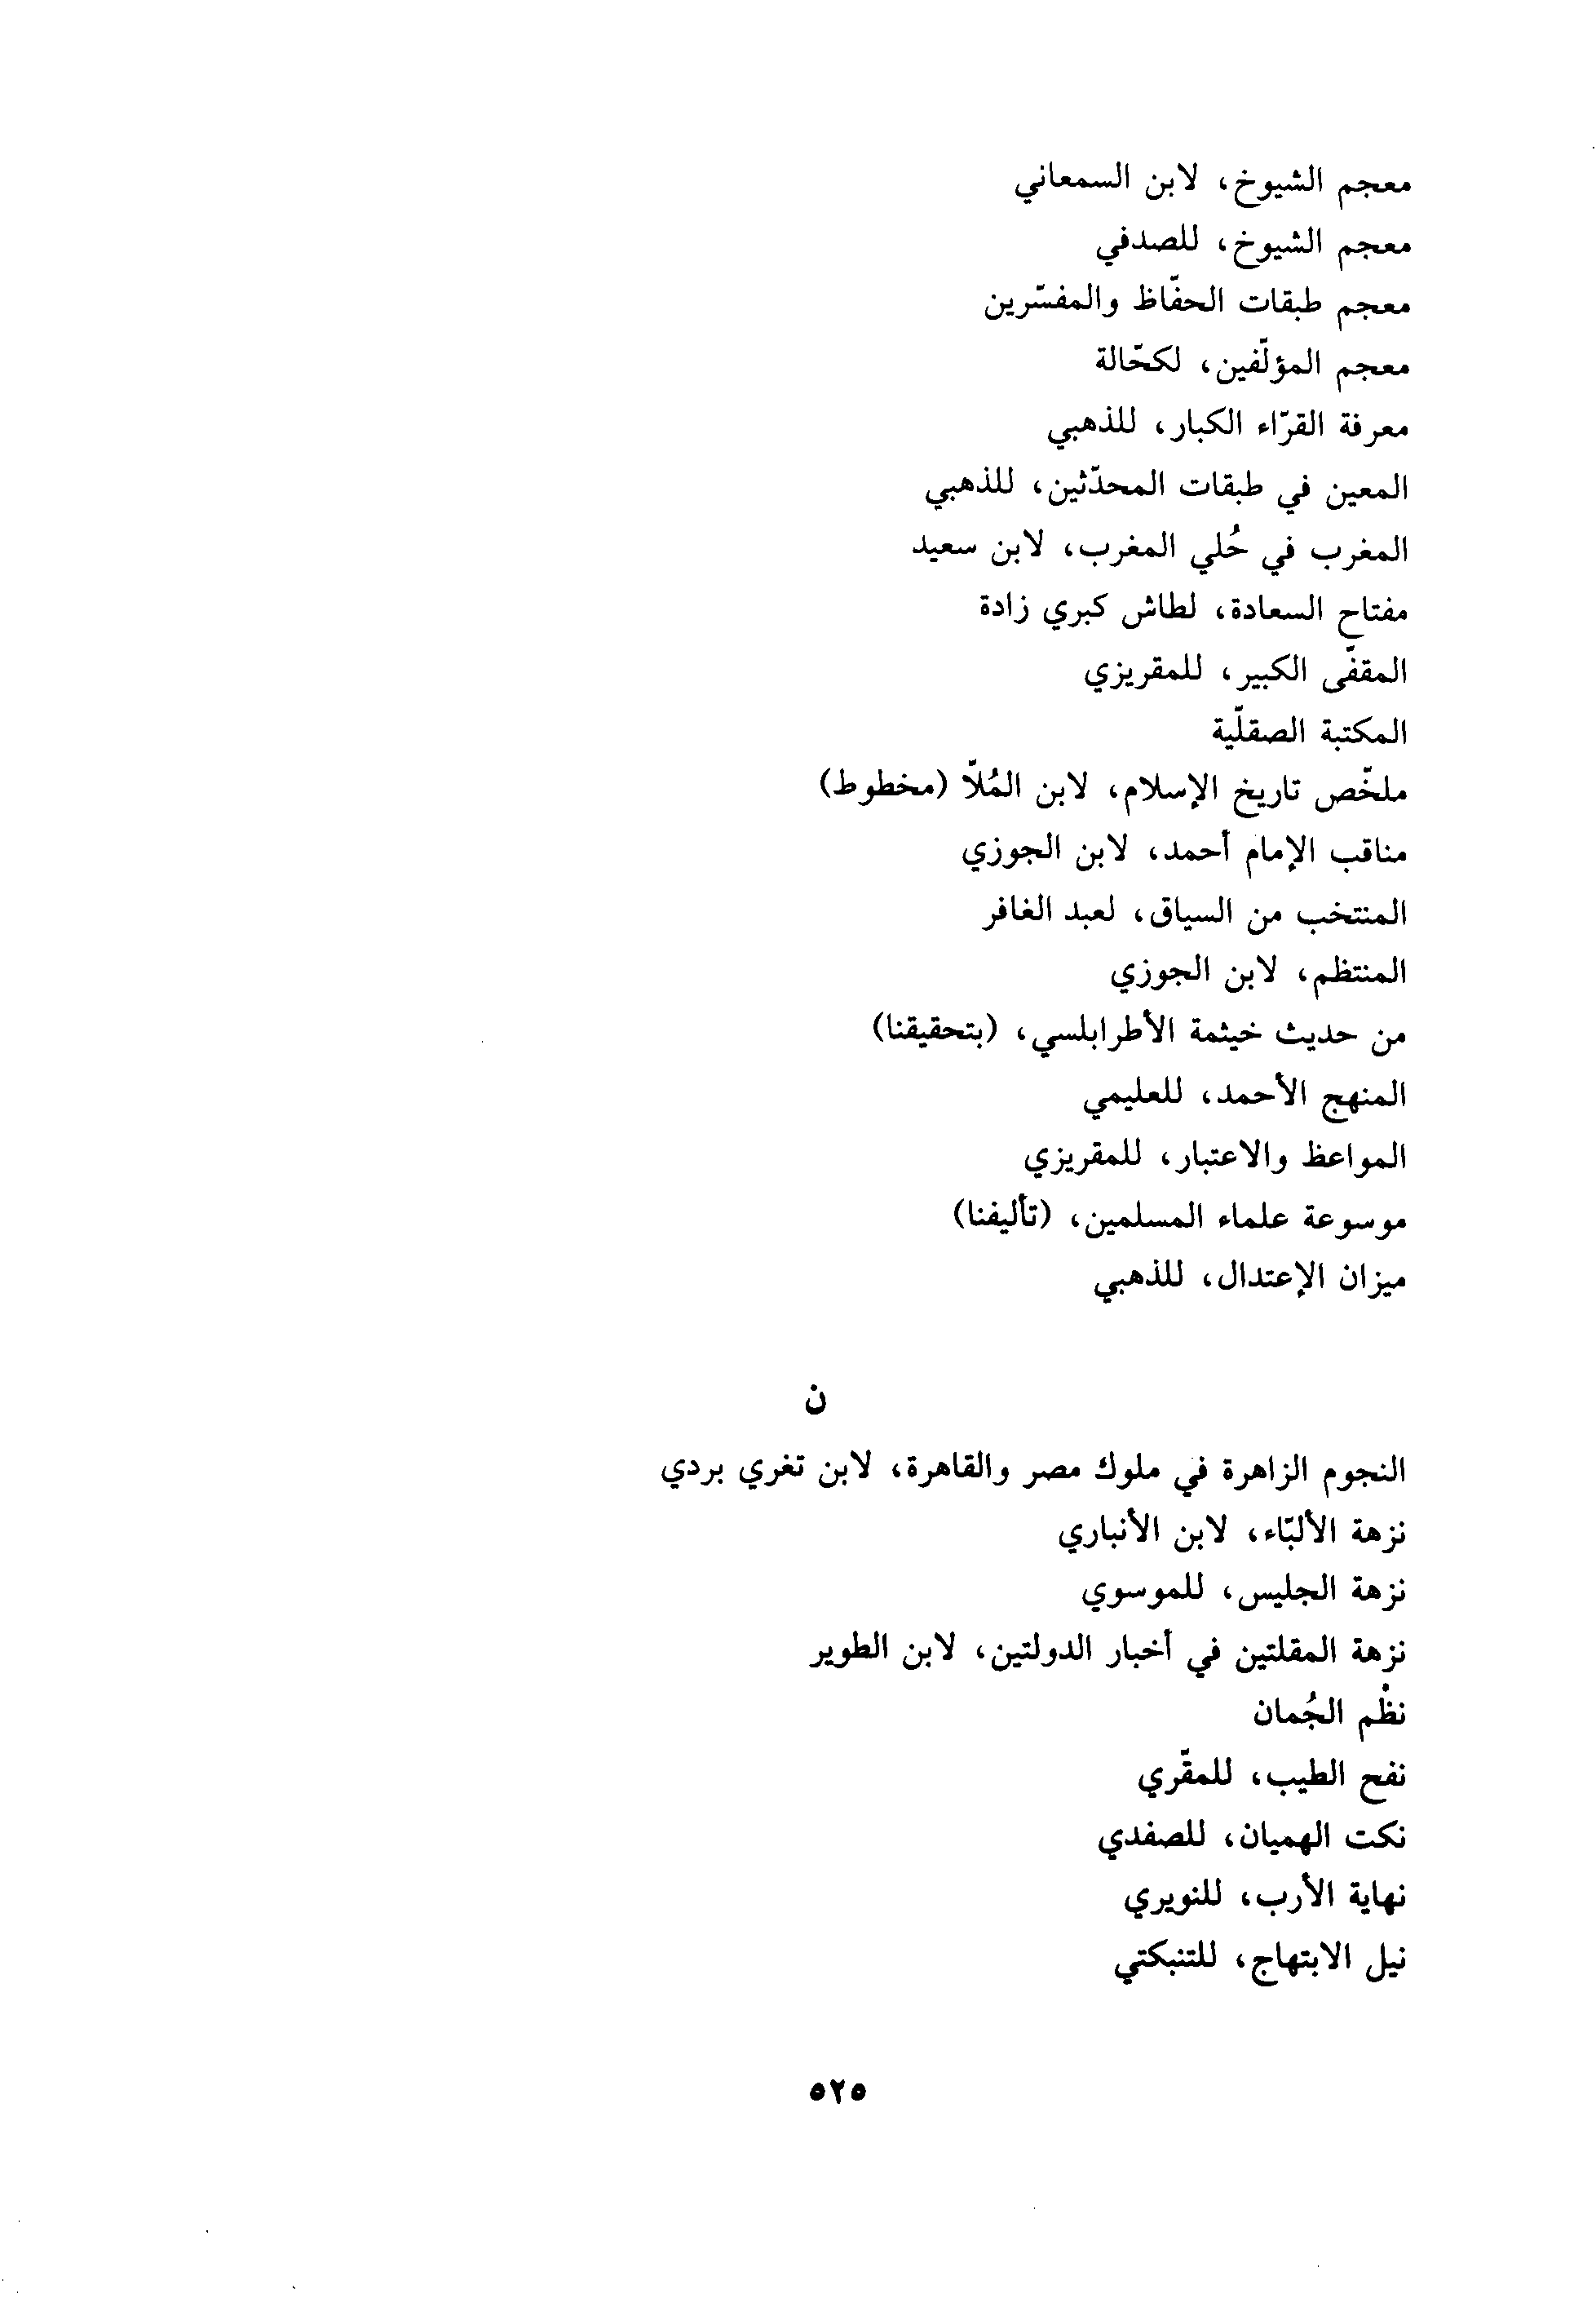 معجم الشيوخ، لابن السمعاني
معجم الشيوخ، للصدفي
معجم طبقات الحفّاظ والمفسّرين
معجم المؤلّفين، لكحّالة
معرفة القرّاء الكبار، للذهبي
المعين في طبقات المحدّثين، للذهبي
المغرب في حُلي المغرب، لابن سعيد
مفتاح السعادة، لطاش كبري زادة
المقفّى الكبير، للمقريزي
المكتبة الصقلّية
ملخّص تاريخ الإسلام، لابن المُلاّ (مخطوط)
مناقب الإمام أحمد، لابن الجوزي
المنتخب من السياق، لعبد الغافر
المنتظم، لابن الجوزي
من حديث خيثمة الأطرابلسي، (بتحقيقنا)
المنهج الأحمد، للعليمي
المواعظ والاعتبار، للمقريزي
موسوعة علماء المسلمين، (تأليفنا)
ميزان الإعتدال، للذهبي
ن
النجوم الزاهرة في ملوك مصر والقاهرة، لابن تغري بردي
نزهة الألبّاء، لابن الأنباري
نزهة الجليس، للموسوي
نزهة المقلتين في أخبار الدولتين، لابن الطوير
نظْم الجُمان
نفح الطيب، للمقّري
نكت الهميان، للصفدي
نهاية الأرب، للنويري
نيل الابتهاج، للتنبكتي
٥٢٥